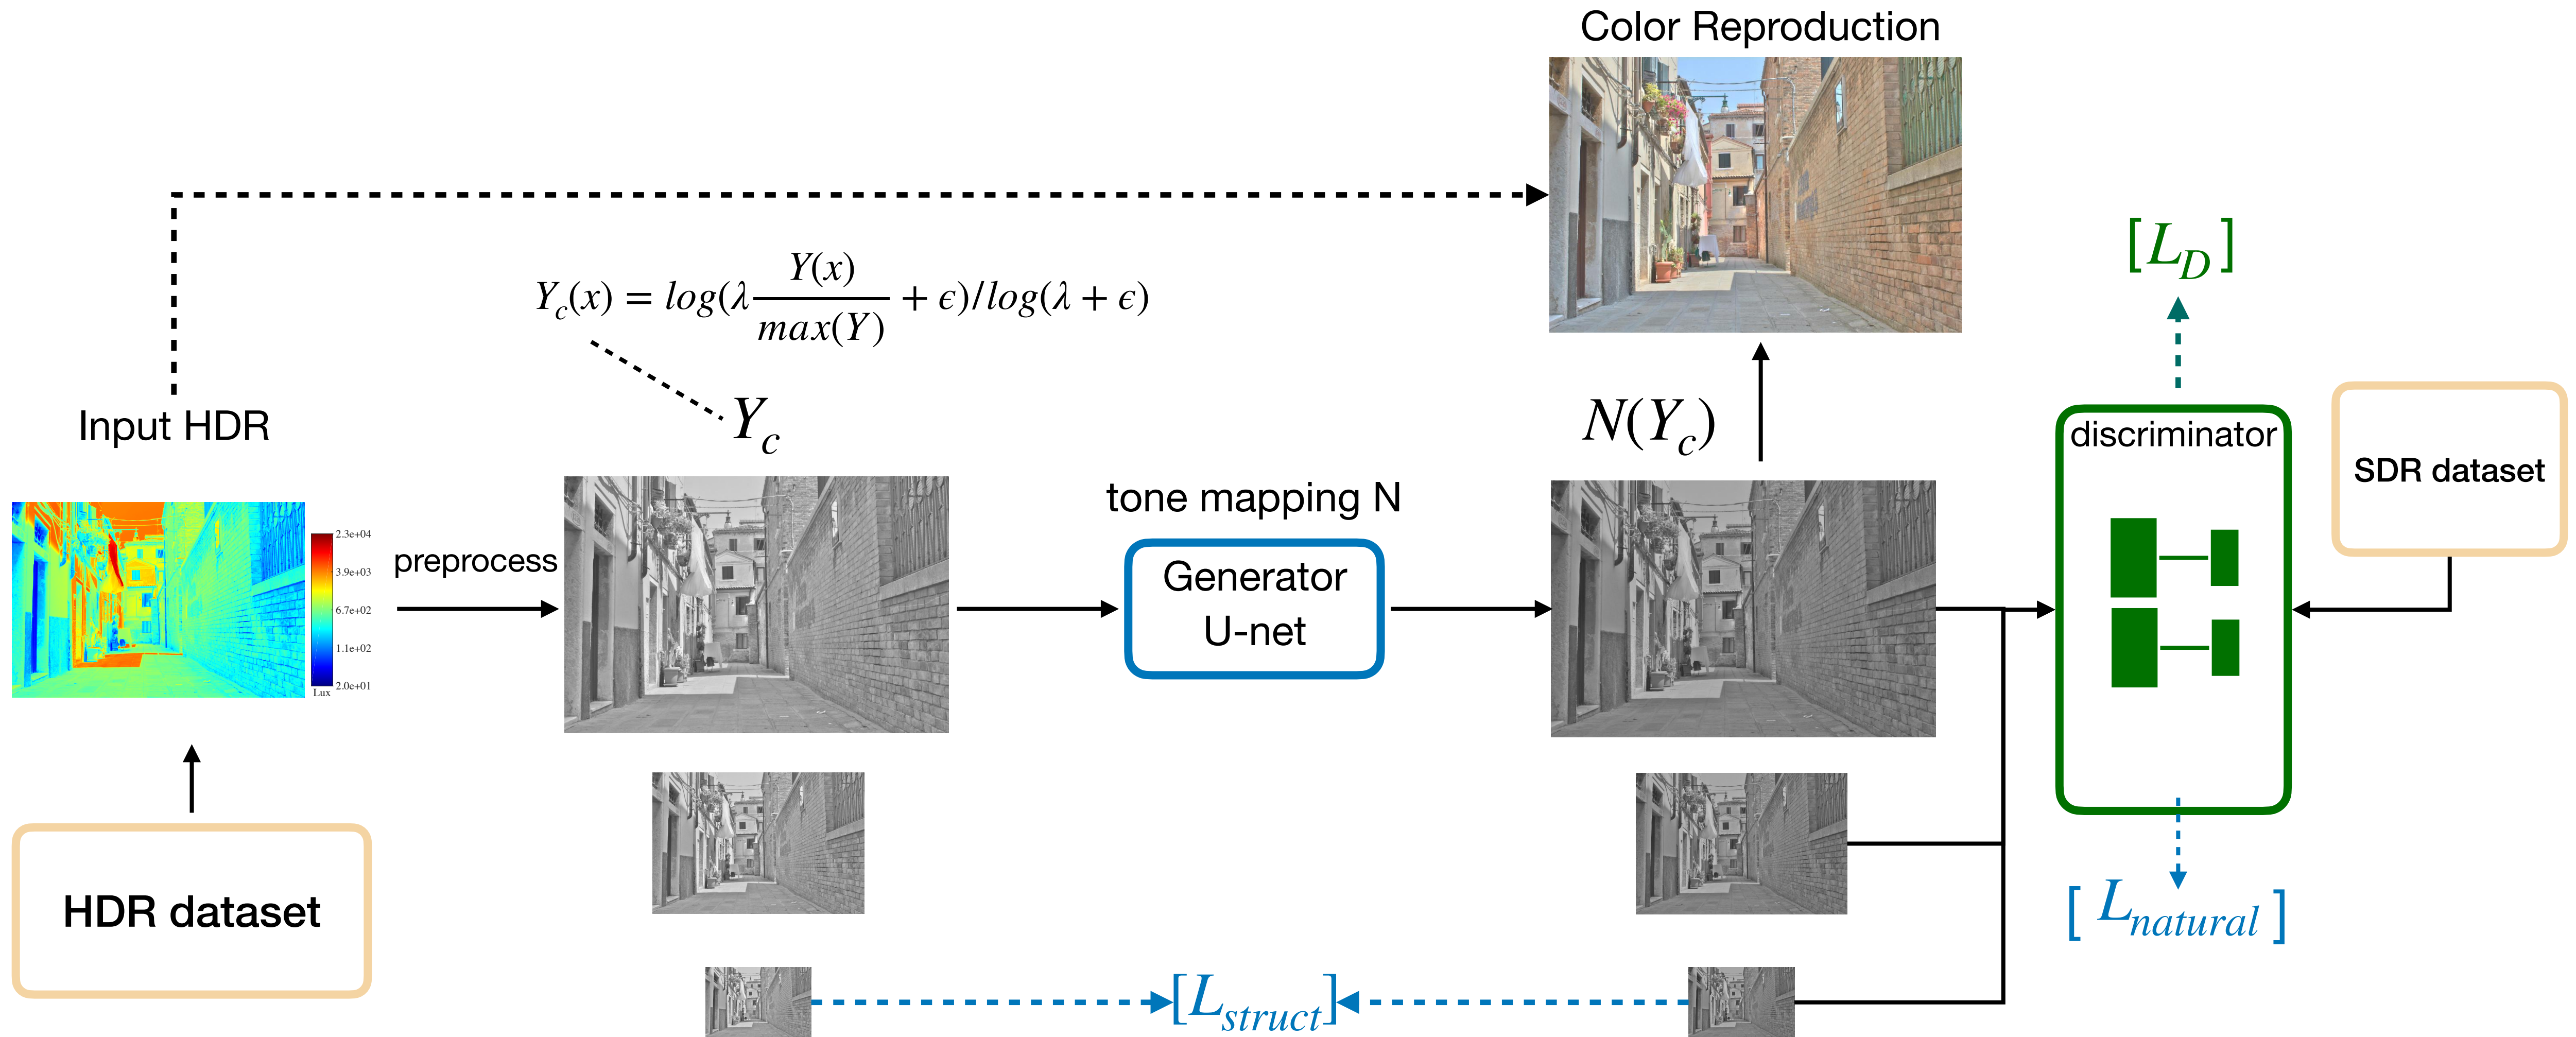 Color Reproduction
[L_D]
Y_c(x) = log(λ Y(x)/max(Y) + ϵ)/log(λ + ϵ)
Input HDR
Y_c
N(Y_c)
discriminator
SDR dataset
tone mapping N
Generator
U-net
preprocess
2.3e+04
3.9e+03
6.7e+02
1.1e+02
2.0e+01
Lux
HDR dataset
[L_natural]
[L_struct]